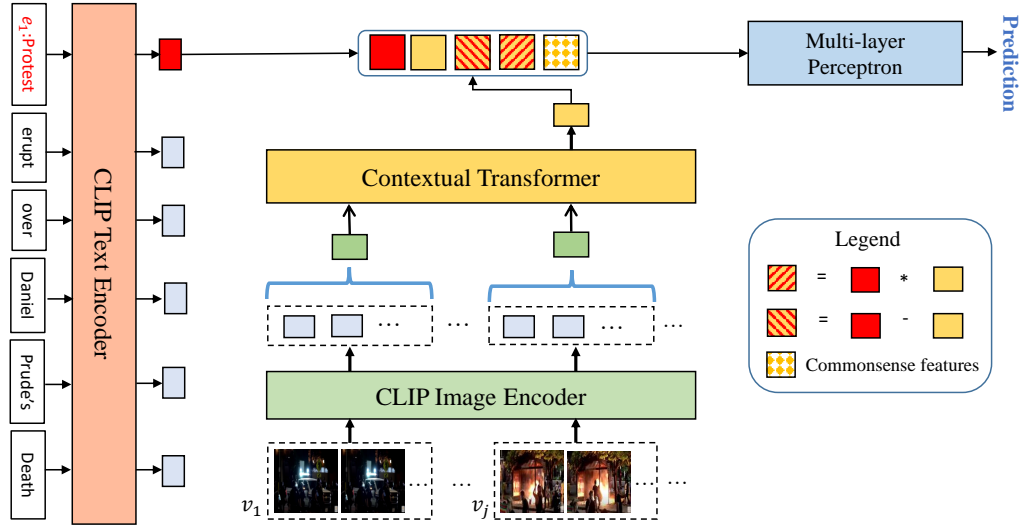 e1:Protest
erupt
over
Daniel
Prude's
Death
CLIP Text Encoder
Multi-layer
Perceptron
Prediction
Contextual Transformer
... ... ... ...
CLIP Image Encoder
v1 ... ... vj ... ...
Legend
= *
= -
Commonsense features